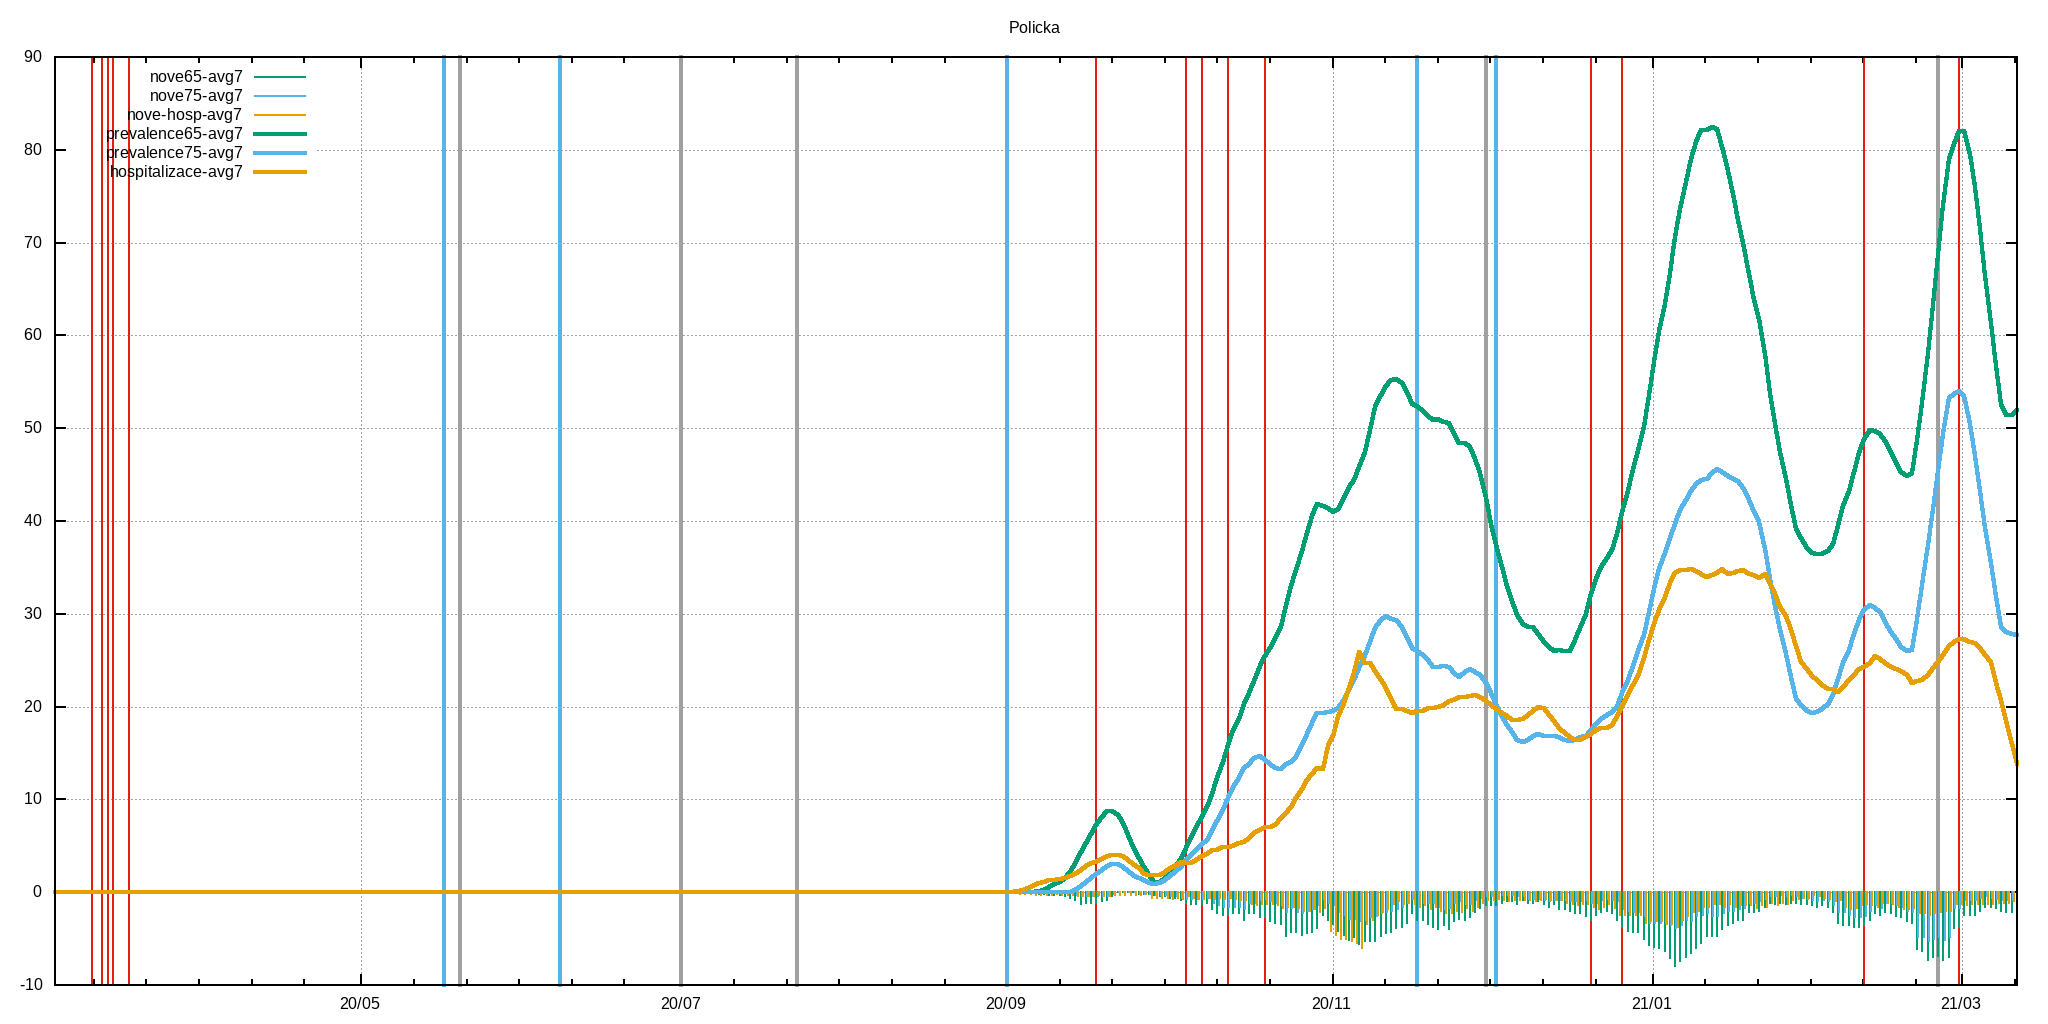 Policka
90
80
70
60
50
40
30
20
10
0
-10
nove65-avg7
nove75-avg7
nove-hosp-avg7
prevalence65-avg7
prevalence75-avg7
hospitalizace-avg7
20/05 20/07 20/09 20/11 21/01 21/03